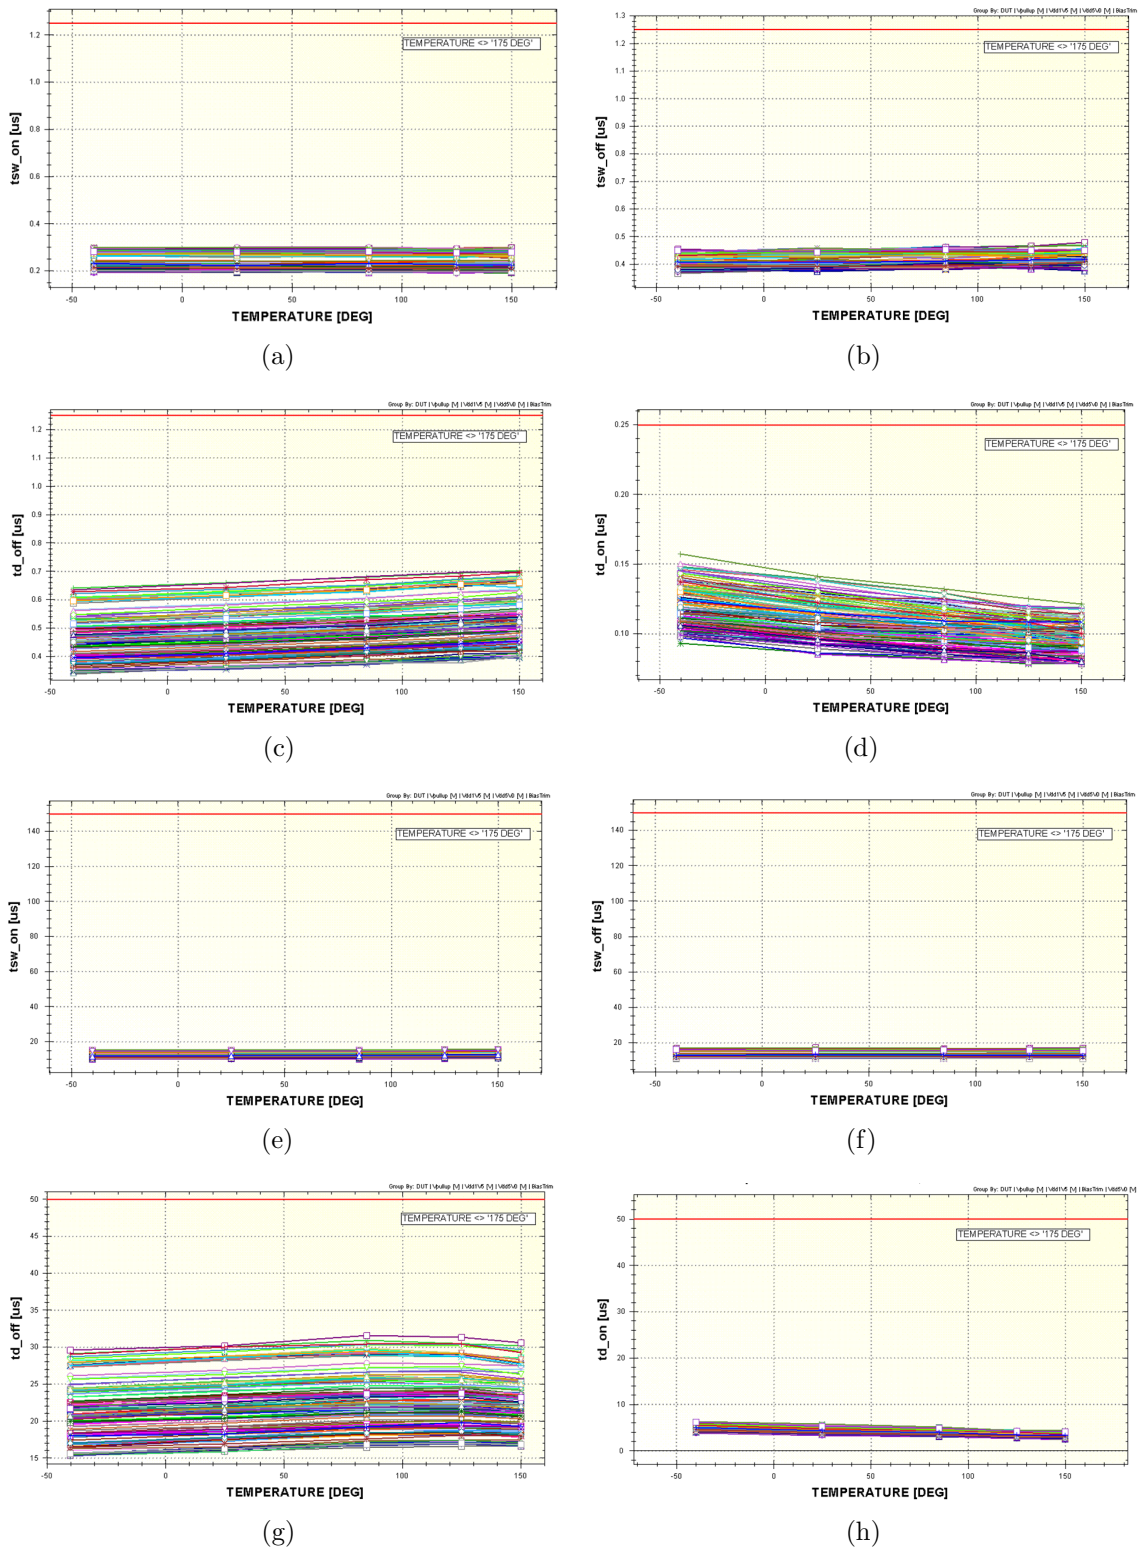 Group By: DUT | Vpullup [V] | Vdd1V5 [V] | Vdd5V0 [V] | BiasTrim
TEMPERATURE <> '175 DEG'
1.2
1.0
0.8
0.6
0.4
0.2
tsw_on [us]
-50 0 50 100 150
TEMPERATURE [DEG]
(a)
TEMPERATURE <> '175 DEG'
1.3
1.2
1.1
1.0
0.9
0.8
0.7
0.6
0.5
0.4
tsw_off [us]
-50 0 50 100 150
TEMPERATURE [DEG]
(b)
Group By: DUT | Vpullup [V] | Vdd1V5 [V] | Vdd5V0 [V] | BiasTrim
TEMPERATURE <> '175 DEG'
1.2
1.1
1.0
0.9
0.8
0.7
0.6
0.5
0.4
td_off [us]
-50 0 50 100 150
TEMPERATURE [DEG]
(c)
Group By: DUT | Vpullup [V] | Vdd1V5 [V] | Vdd5V0 [V] | BiasTrim
TEMPERATURE <> '175 DEG'
0.25
0.20
0.15
0.10
td_on [us]
-50 0 50 100 150
TEMPERATURE [DEG]
(d)
Group By: DUT | Vpullup [V] | Vdd1V5 [V] | Vdd5V0 [V] | BiasTrim
TEMPERATURE <> '175 DEG'
140
120
100
80
60
40
20
tsw_on [us]
-50 0 50 100 150
TEMPERATURE [DEG]
(e)
Group By: DUT | Vpullup [V] | Vdd1V5 [V] | Vdd5V0 [V] | BiasTrim
TEMPERATURE <> '175 DEG'
140
120
100
80
60
40
20
tsw_off [us]
-50 0 50 100 150
TEMPERATURE [DEG]
(f)
Group By: DUT | Vpullup [V] | Vdd1V5 [V] | Vdd5V0 [V] | BiasTrim
TEMPERATURE <> '175 DEG'
50
45
40
35
30
25
20
15
td_off [us]
-50 0 50 100 150
TEMPERATURE [DEG]
(g)
Group By: DUT | Vpullup [V] | Vdd1V5 [V] | BiasTrim | Vdd5V0 [V]
TEMPERATURE <> '175 DEG'
50
40
30
20
10
0
td_on [us]
-50 0 50 100 150
TEMPERATURE [DEG]
(h)